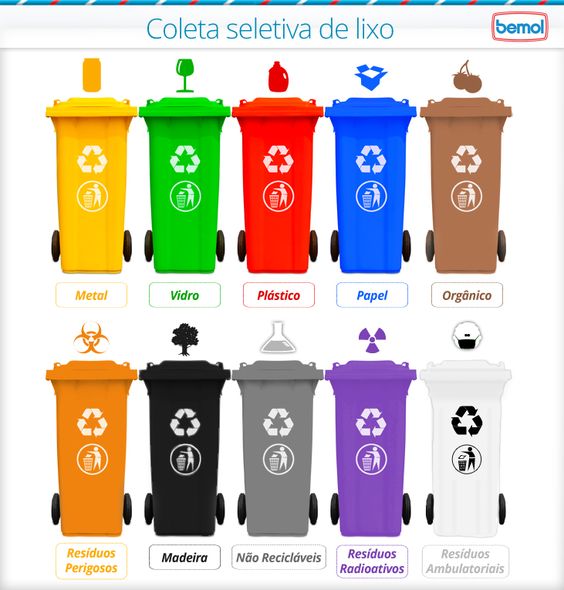 Coleta seletiva de lixo
bemol
Metal
Vidro
Plástico
Papel
Orgânico
Resíduos
Perigosos
Madeira
Não Recicláveis
Resíduos
Radioativos
Resíduos
Ambulatoriais